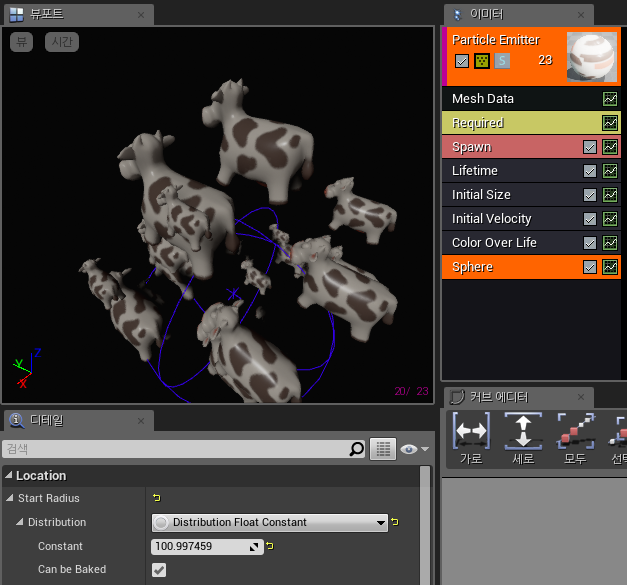 뷰포트
뷰
시간
Z
Y
X
20/ 23
이미터
Particle Emitter
S
23
Mesh Data
Required
Spawn
Lifetime
Initial Size
Initial Velocity
Color Over Life
Sphere
디테일
검색
Location
Start Radius
Distribution
Distribution Float Constant
Constant
100.997459
Can be Baked
커브 에디터
가로
세로
모두